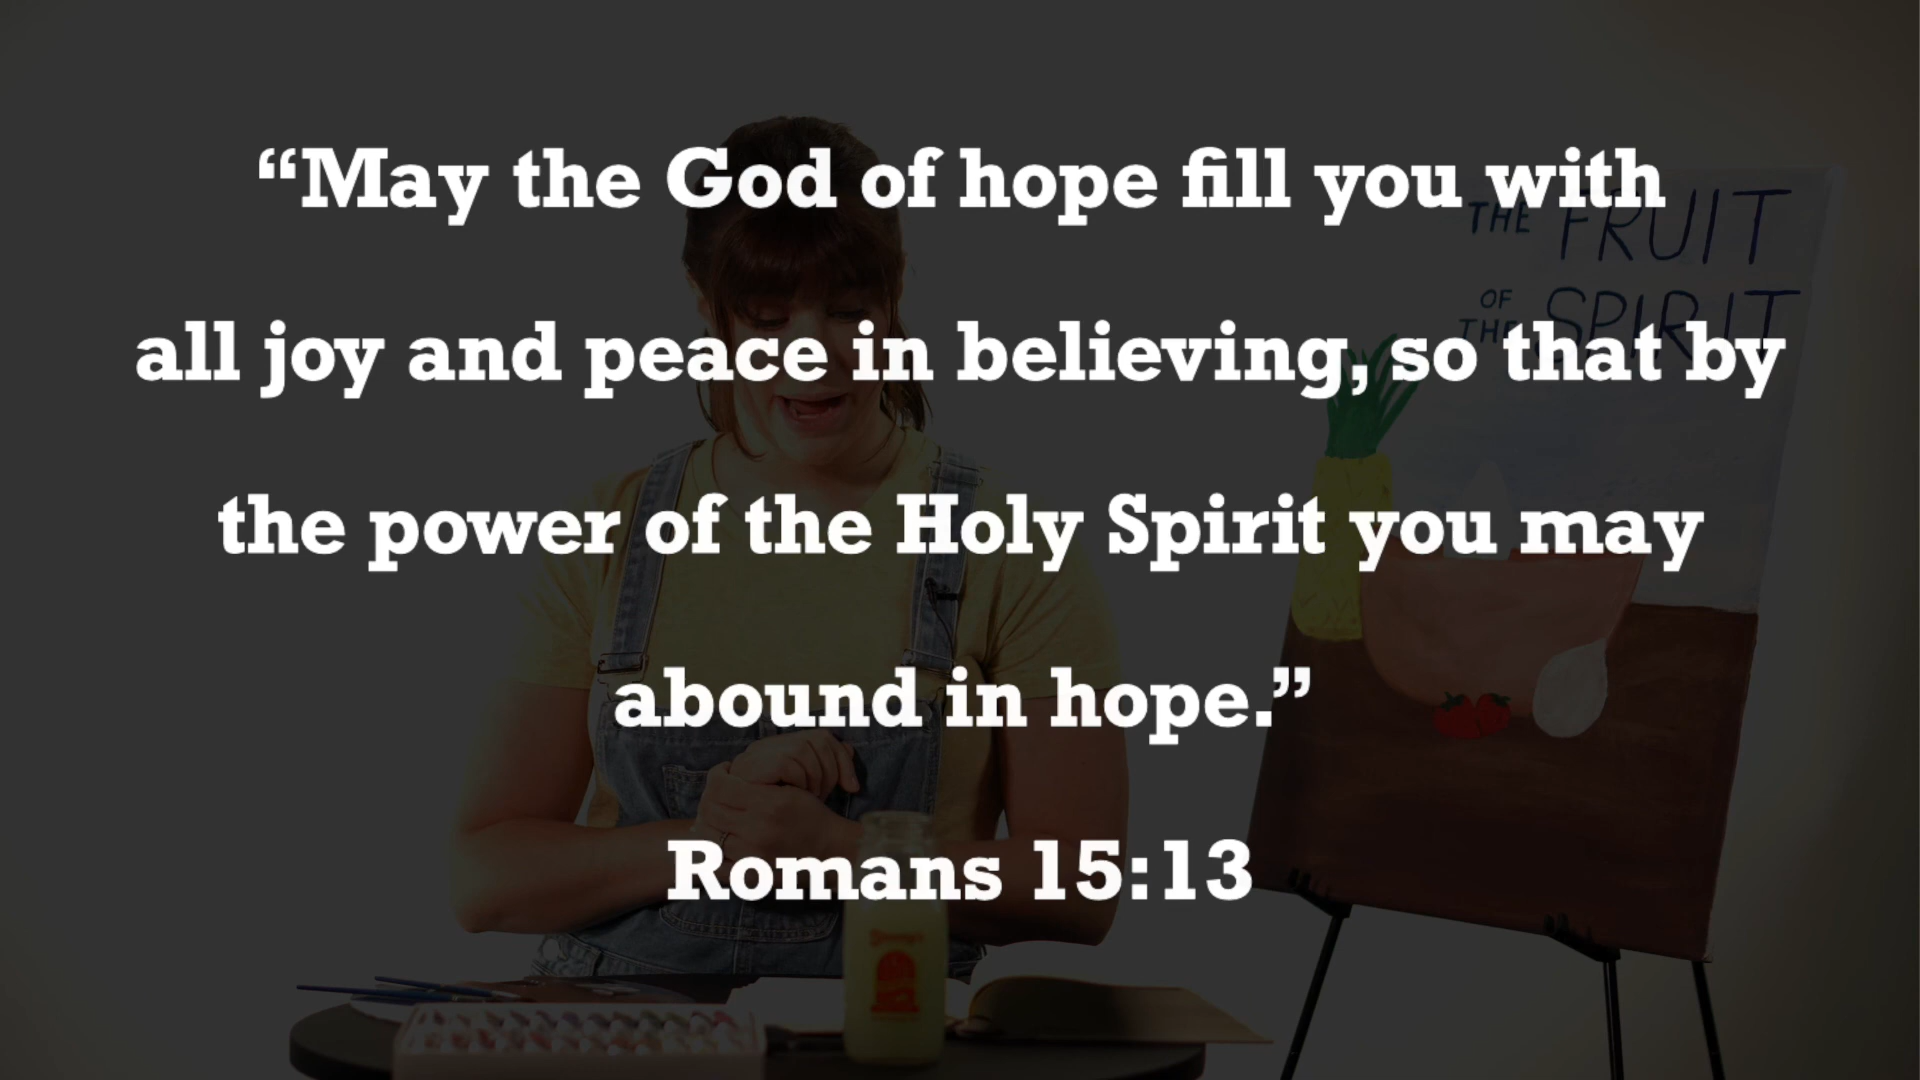 “May the God of hope fill you with
all joy and peace in believing, so that by
the power of the Holy Spirit you may
abound in hope.”
Romans 15:13
THE FRUIT
OF THE SPIRIT